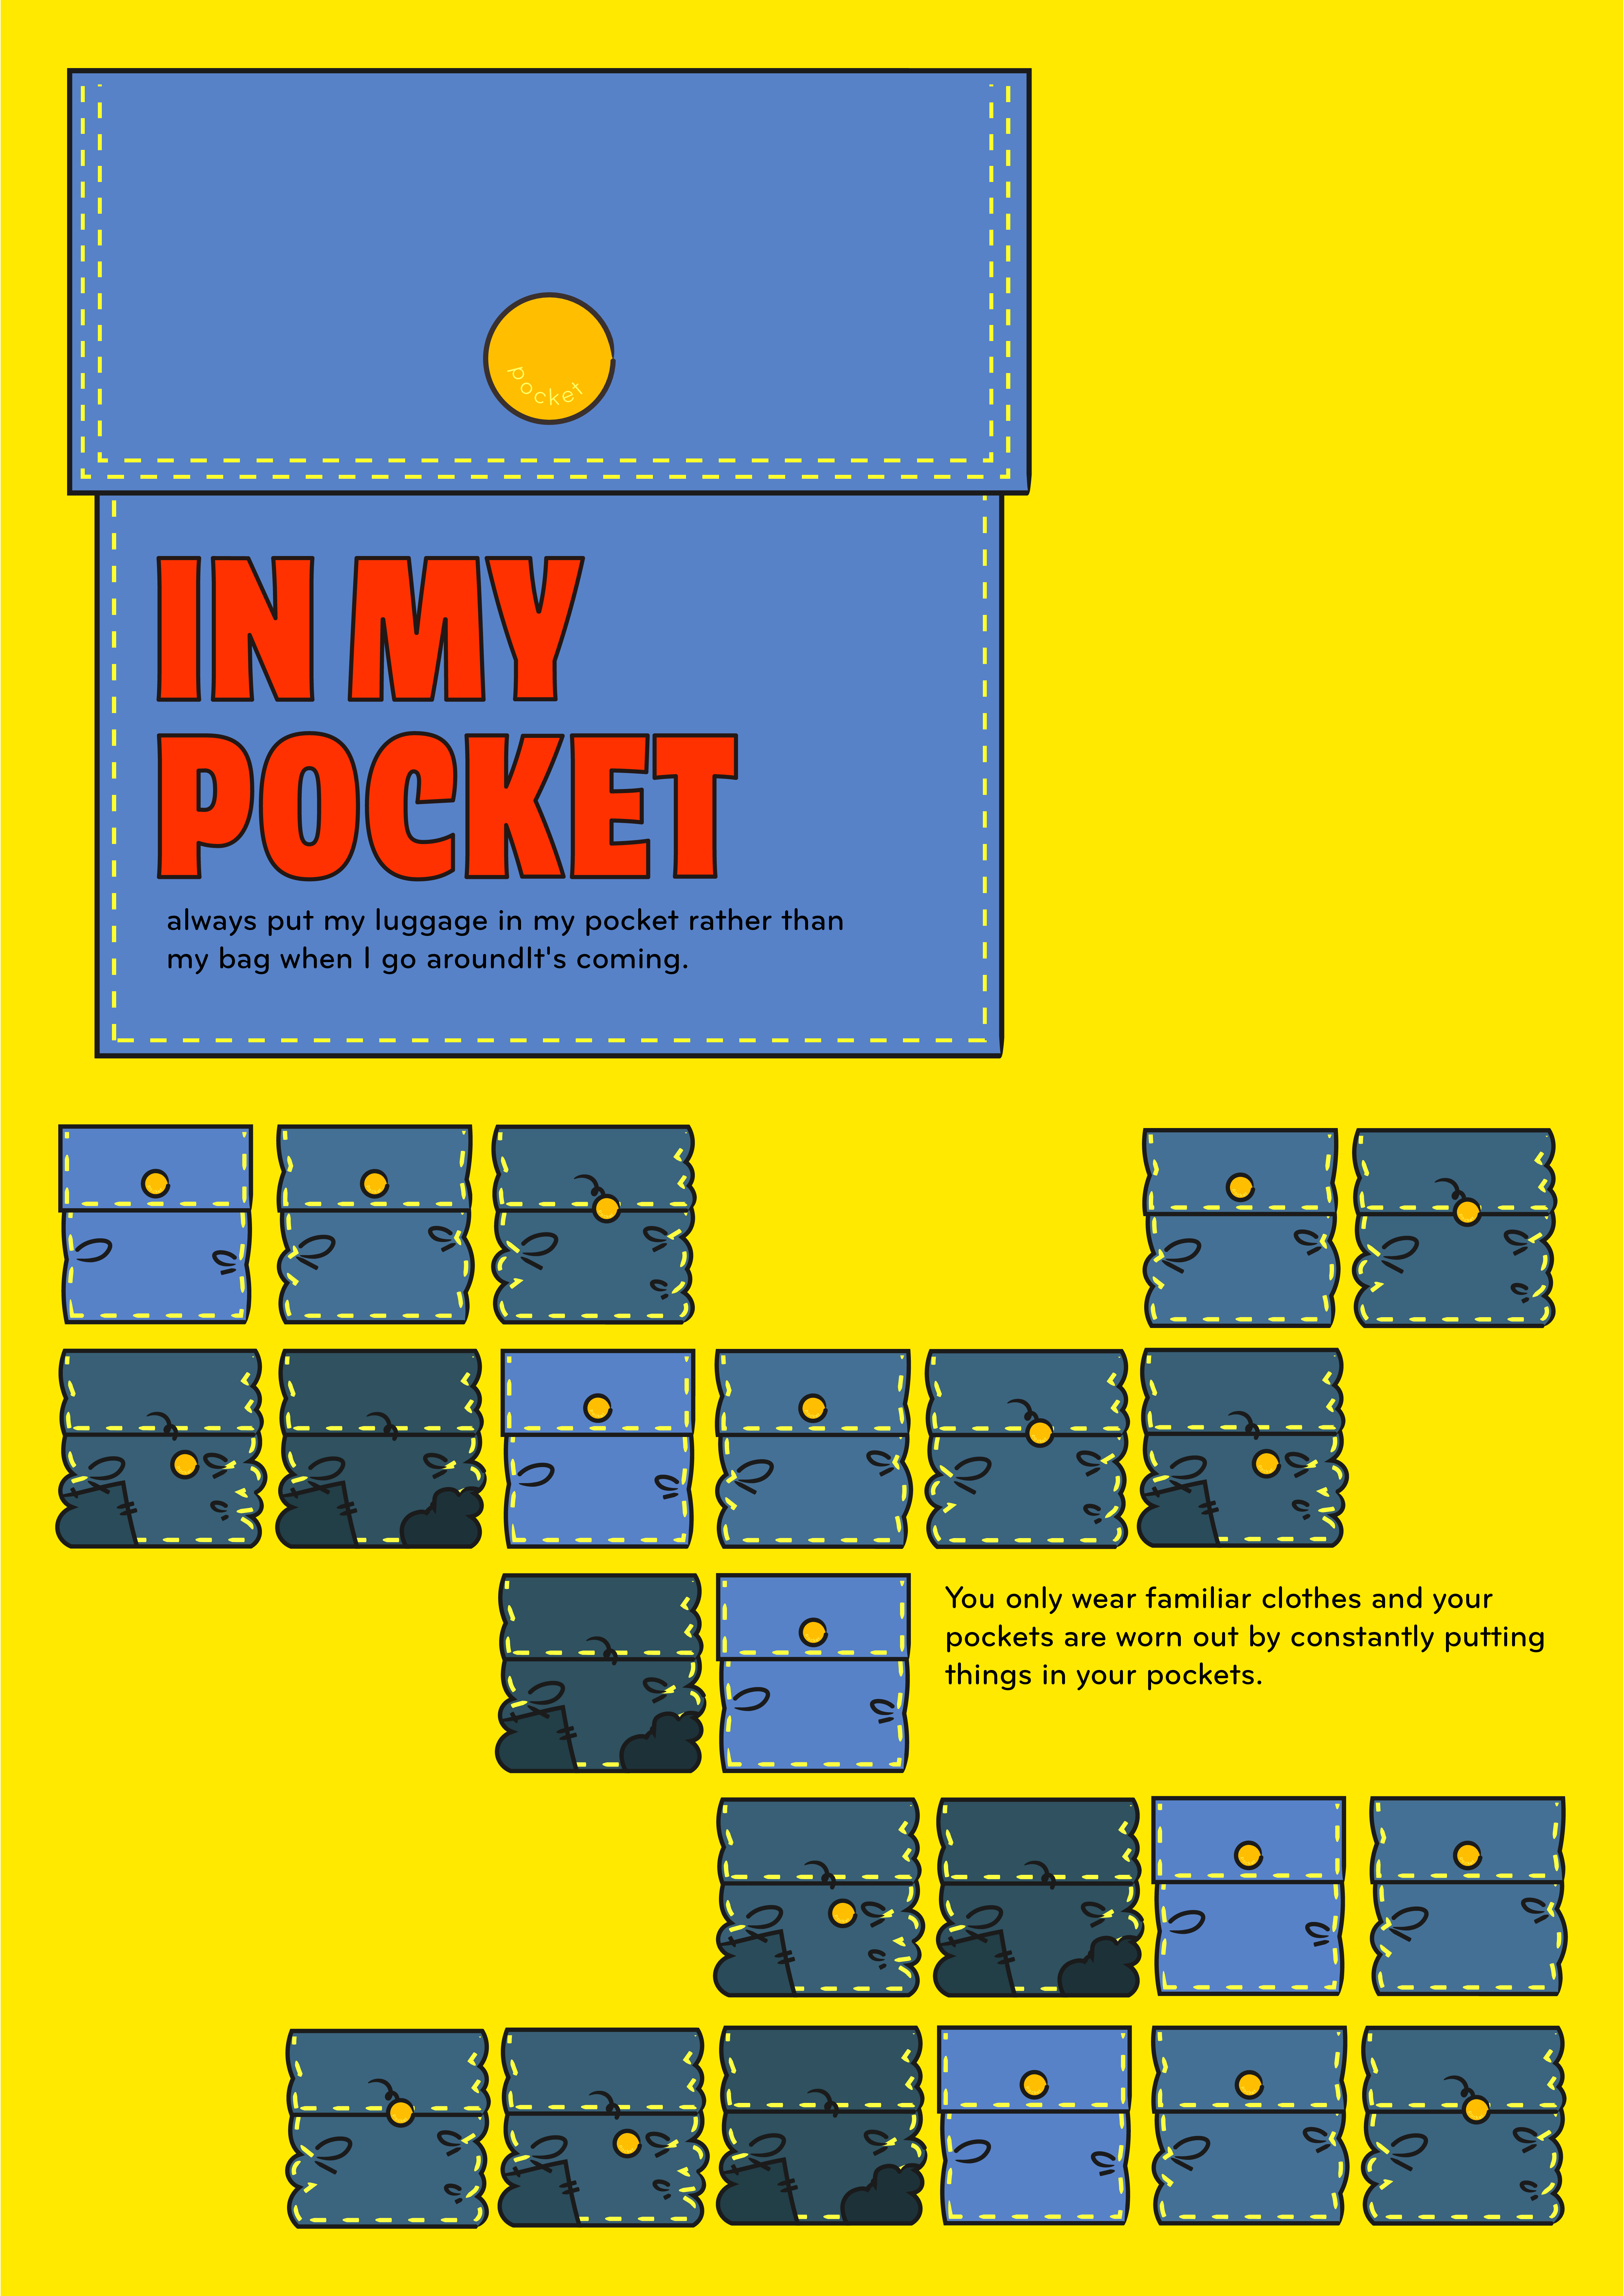 pocket
IN MY
POCKET
always put my luggage in my pocket rather than
my bag when I go aroundIt's coming.
You only wear familiar clothes and your
pockets are worn out by constantly putting
things in your pockets.